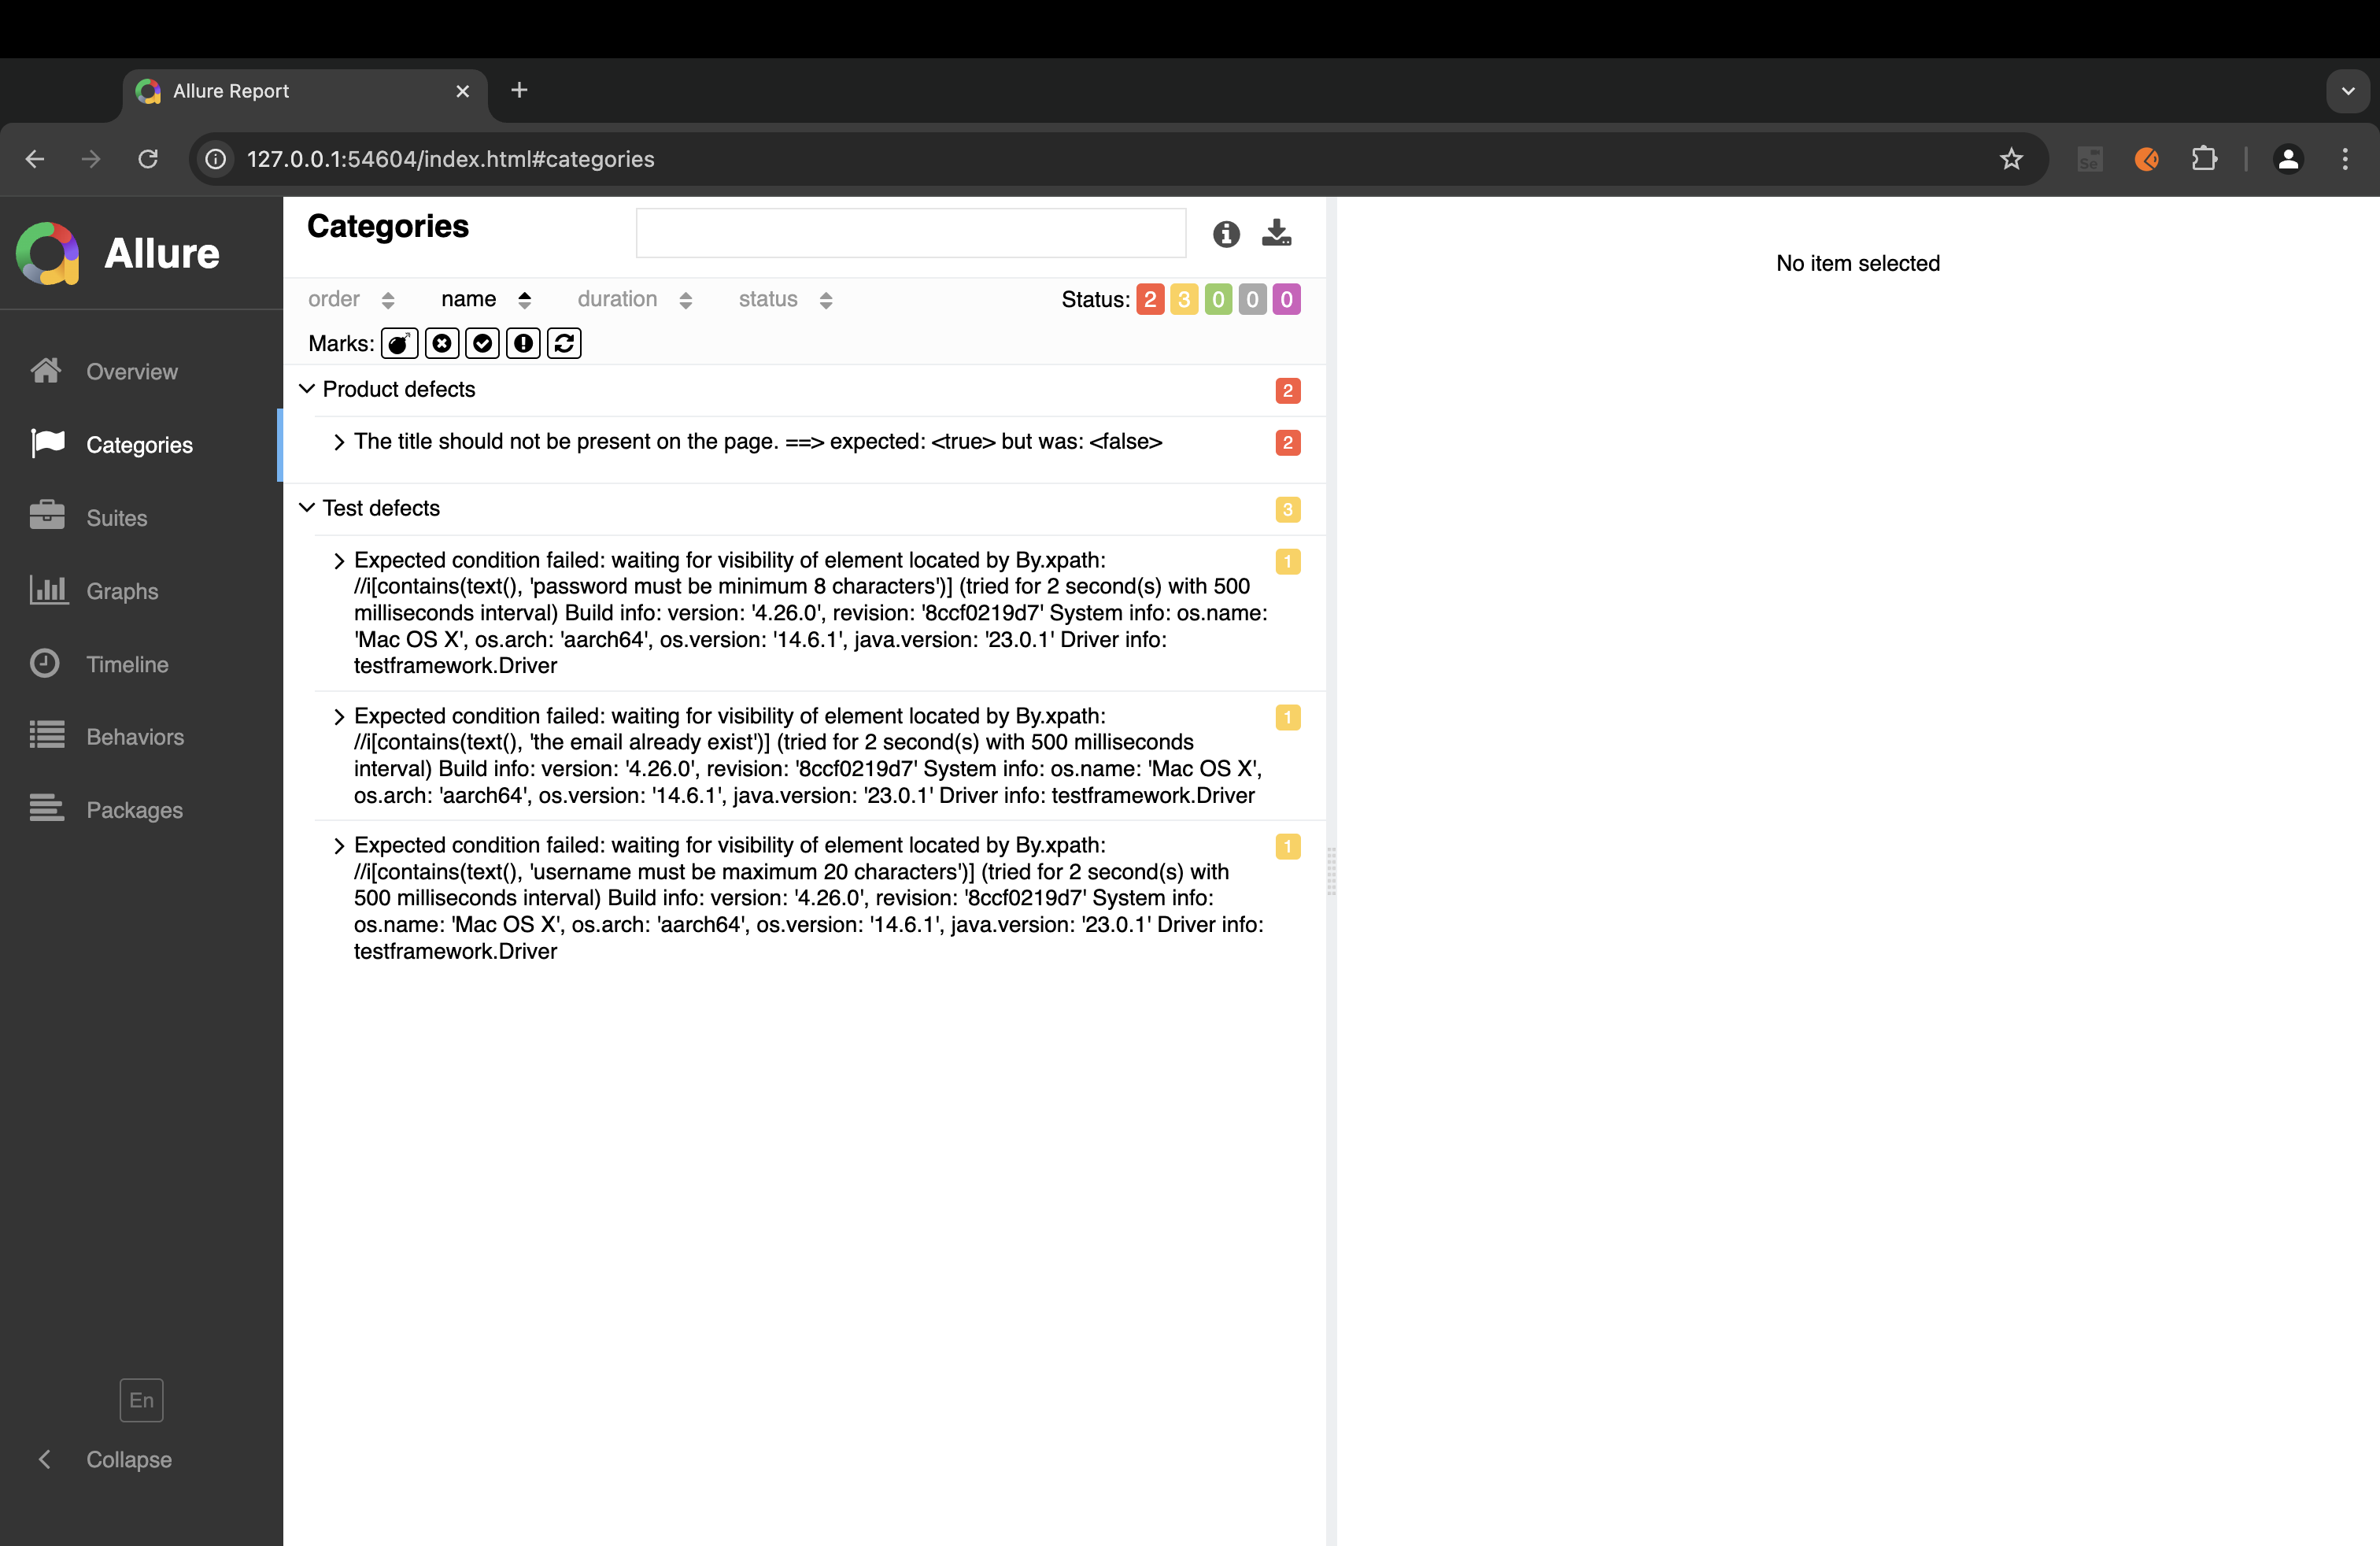 Allure Report
127.0.0.1:54604/index.html#categories
Se
Allure
Overview
Categories
Suites
Graphs
Timeline
Behaviors
Packages
En
Collapse
Categories
order name duration status Status: 2 3 0 0 0
Marks:
Product defects 2
The title should not be present on the page. ==> expected: <true> but was: <false> 2
Test defects 3
Expected condition failed: waiting for visibility of element located by By.xpath: 1
//i[contains(text(), 'password must be minimum 8 characters')] (tried for 2 second(s) with 500
milliseconds interval) Build info: version: '4.26.0', revision: '8ccf0219d7' System info: os.name:
'Mac OS X', os.arch: 'aarch64', os.version: '14.6.1', java.version: '23.0.1' Driver info:
testframework.Driver
Expected condition failed: waiting for visibility of element located by By.xpath: 1
//i[contains(text(), 'the email already exist')] (tried for 2 second(s) with 500 milliseconds
interval) Build info: version: '4.26.0', revision: '8ccf0219d7' System info: os.name: 'Mac OS X',
os.arch: 'aarch64', os.version: '14.6.1', java.version: '23.0.1' Driver info: testframework.Driver
Expected condition failed: waiting for visibility of element located by By.xpath: 1
//i[contains(text(), 'username must be maximum 20 characters')] (tried for 2 second(s) with
500 milliseconds interval) Build info: version: '4.26.0', revision: '8ccf0219d7' System info:
os.name: 'Mac OS X', os.arch: 'aarch64', os.version: '14.6.1', java.version: '23.0.1' Driver info:
testframework.Driver
No item selected